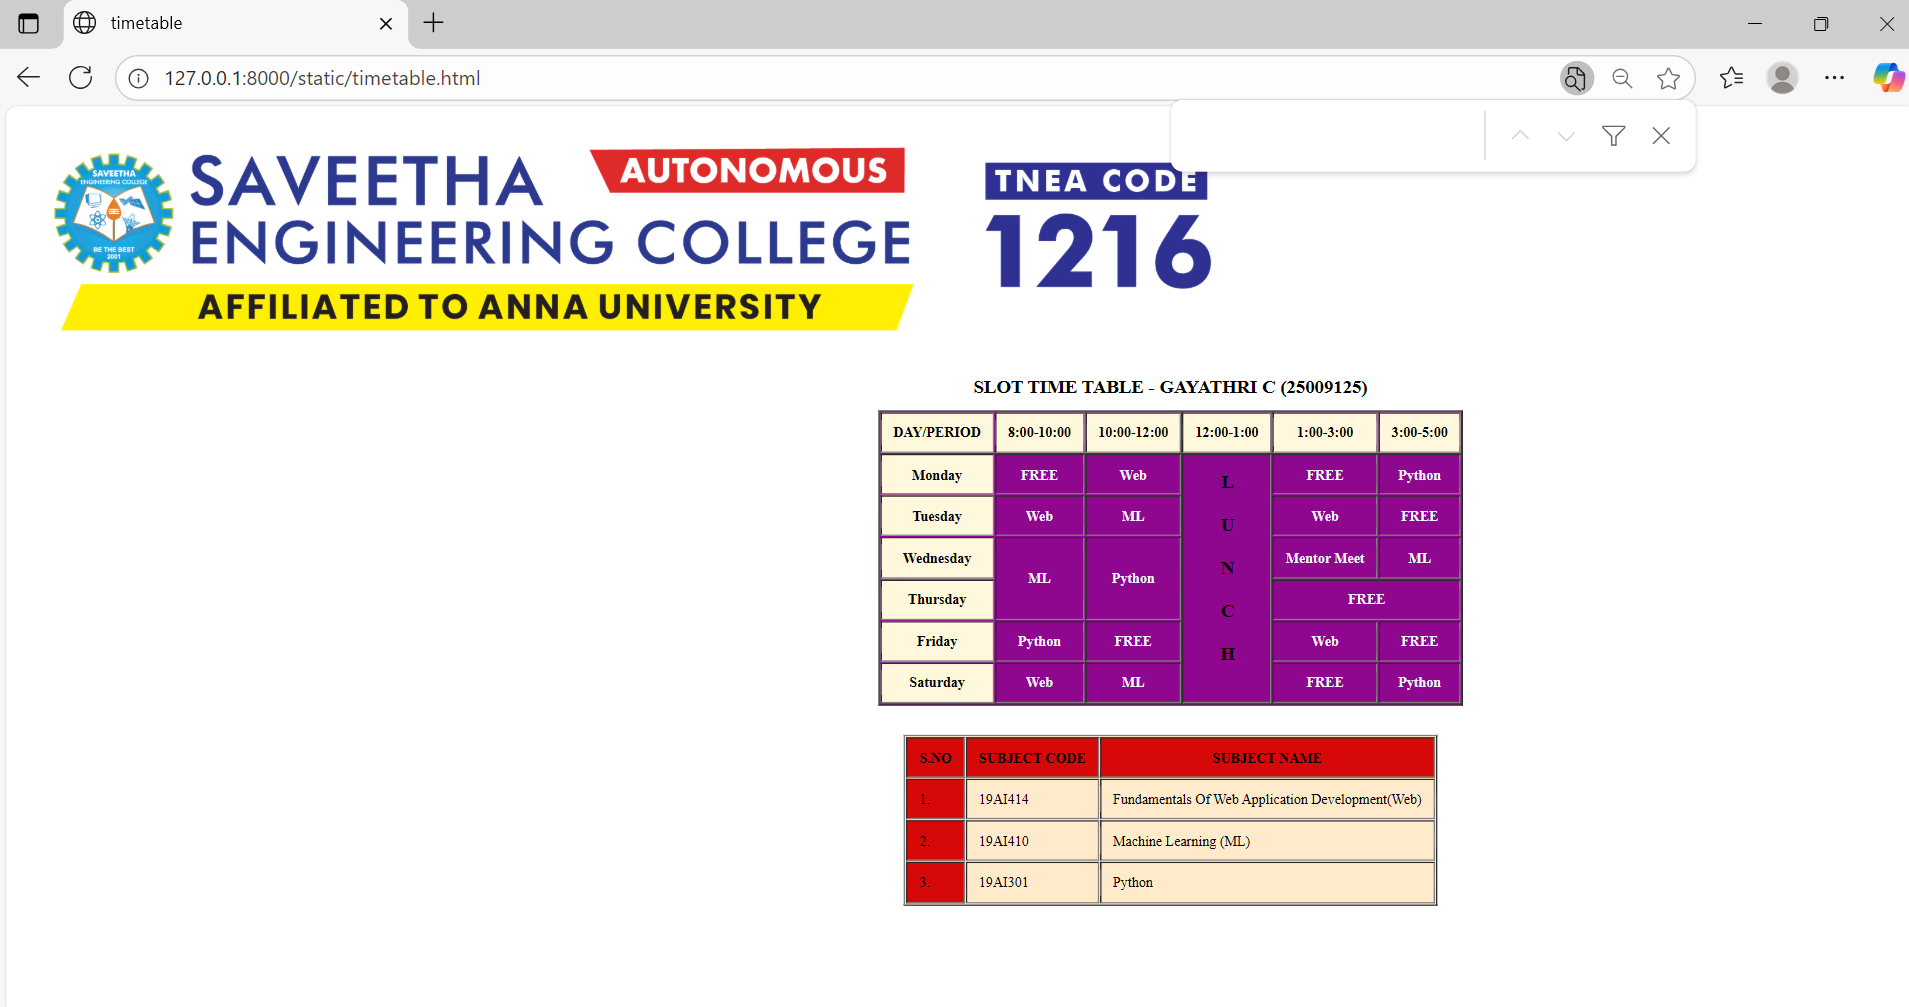 timetable
127.0.0.1:8000/static/timetable.html
SAVEETHA
ENGINEERING COLLEGE
BE THE BEST
2001
SAVEETHA AUTONOMOUS
ENGINEERING COLLEGE
AFFILIATED TO ANNA UNIVERSITY
TNEA CODE
1216
SLOT TIME TABLE - GAYATHRI C (25009125)
DAY/PERIOD 8:00-10:00 10:00-12:00 12:00-1:00 1:00-3:00 3:00-5:00
Monday FREE Web L FREE Python
Tuesday Web ML U Web FREE
Wednesday ML Python N Mentor Meet ML
Thursday C FREE
Friday Python FREE H Web FREE
Saturday Web ML FREE Python
S.NO SUBJECT CODE SUBJECT NAME
1. 19AI414 Fundamentals Of Web Application Development(Web)
2. 19AI410 Machine Learning (ML)
3. 19AI301 Python